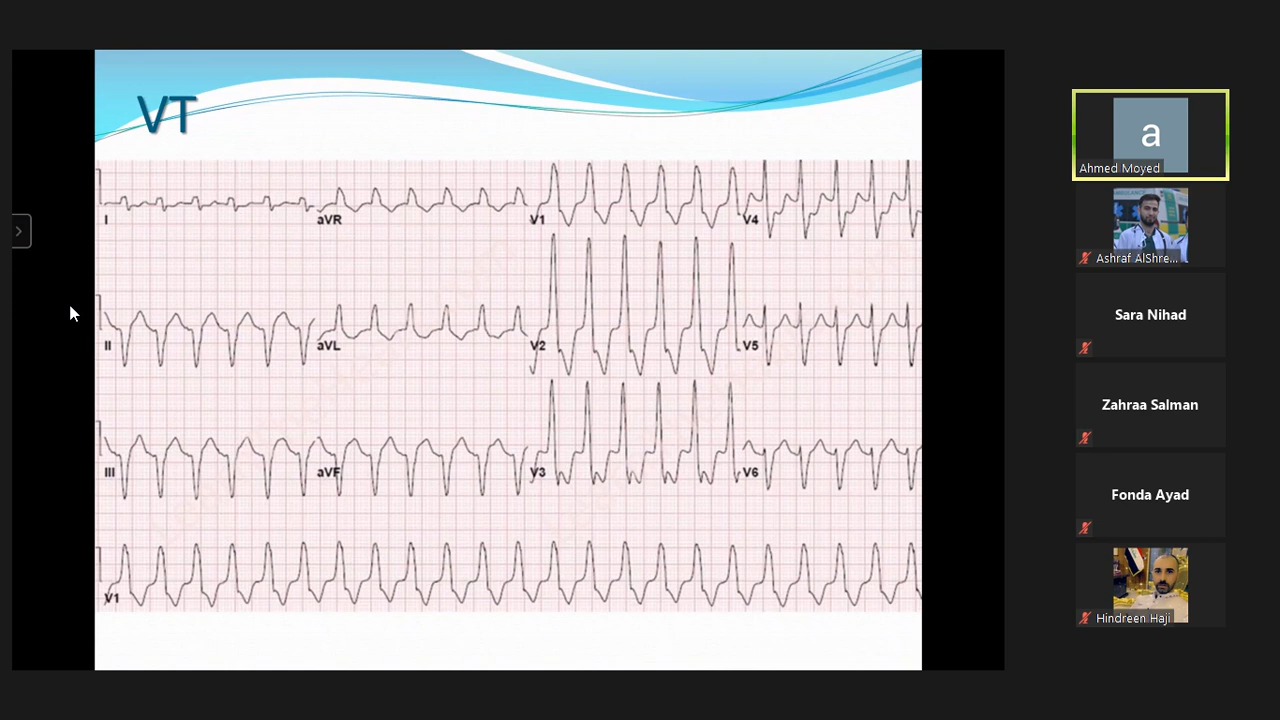 VT
I
aVR
V1
V4
II
aVL
V2
V5
III
aVF
V3
V6
V1
a
Ahmed Moyed
AMBULANCE
Ashraf AlShre...
Sara Nihad
Zahraa Salman
Fonda Ayad
Hindreen Haji